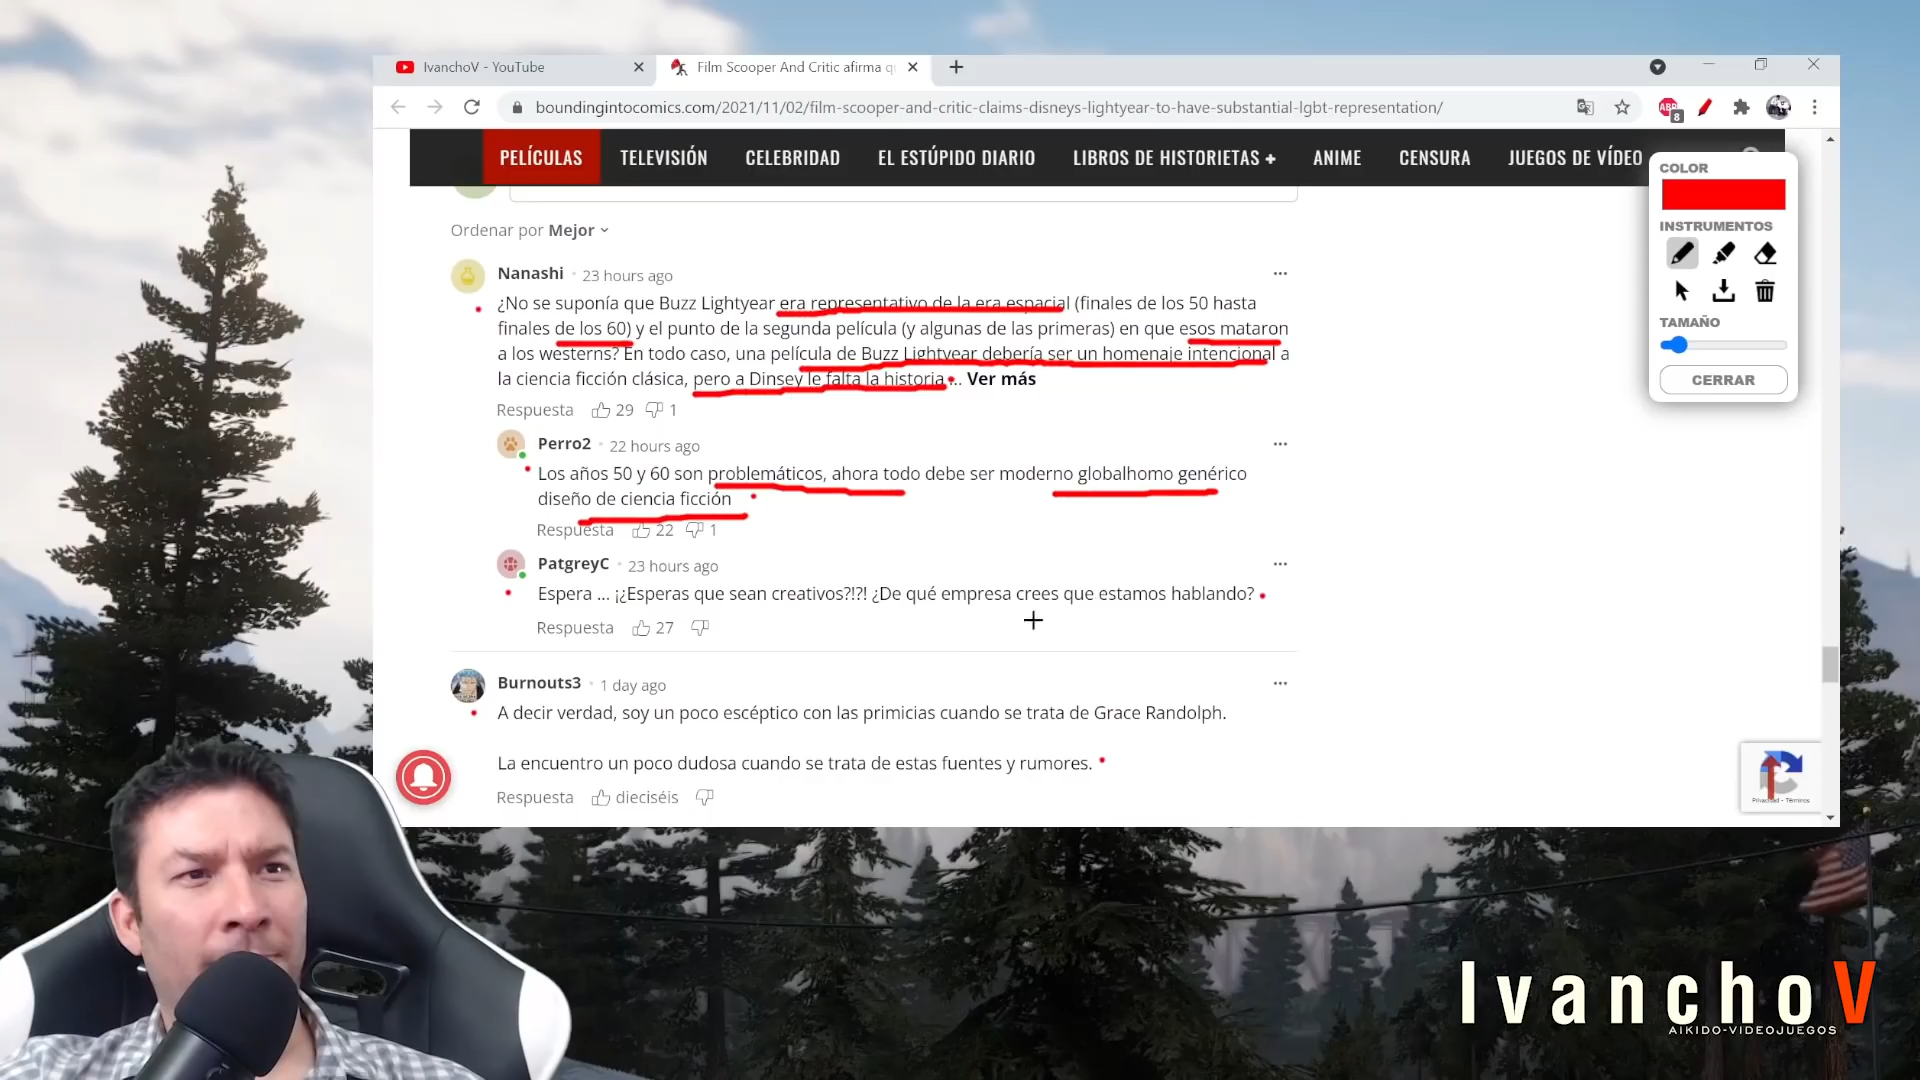 IvanchoV - YouTube
Film Scooper And Critic afirma q
boundingintocomics.com/2021/11/02/film-scooper-and-critic-claims-disneys-lightyear-to-have-substantial-lgbt-representation/
ABP
8
PELÍCULAS TELEVISIÓN CELEBRIDAD EL ESTÚPIDO DIARIO LIBROS DE HISTORIETAS + ANIME CENSURA JUEGOS DE VÍDEO
COLOR
INSTRUMENTOS
TAMAÑO
CERRAR
Ordenar por Mejor
Nanashi • 23 hours ago
¿No se suponía que Buzz Lightyear era representativo de la era espacial (finales de los 50 hasta
finales de los 60) y el punto de la segunda película (y algunas de las primeras) en que esos mataron
a los westerns? En todo caso, una película de Buzz Lightyear debería ser un homenaje intencional a
la ciencia ficción clásica, pero a Dinsey le falta la historia ... Ver más
Respuesta 29 1
Perro2 • 22 hours ago
Los años 50 y 60 son problemáticos, ahora todo debe ser moderno globalhomo genérico
diseño de ciencia ficción
Respuesta 22 1
PatgreyC • 23 hours ago
Espera ... ¡¿Esperas que sean creativos?!?! ¿De qué empresa crees que estamos hablando?
Respuesta 27
Burnouts3 • 1 day ago
A decir verdad, soy un poco escéptico con las primicias cuando se trata de Grace Randolph.
La encuentro un poco dudosa cuando se trata de estas fuentes y rumores.
Respuesta dieciséis
Privacidad - Términos
IvanchoV
AIKIDO-VIDEOJUEGOS